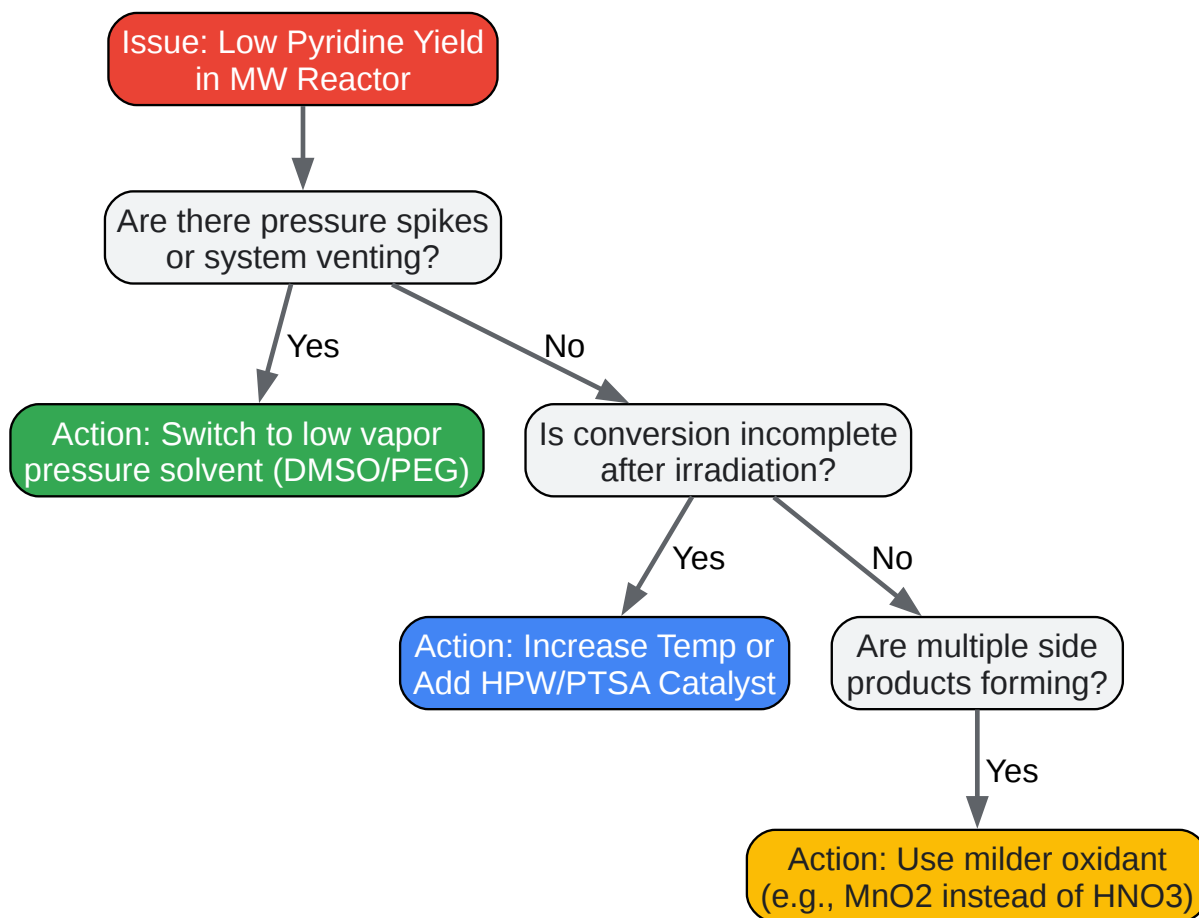 Issue: Low Pyridine Yield
in MW Reactor
Are there pressure spikes
or system venting?
Yes
No
Action: Switch to low vapor
pressure solvent (DMSO/PEG)
Is conversion incomplete
after irradiation?
Yes
No
Action: Increase Temp or
Add HPW/PTSA Catalyst
Are multiple side
products forming?
Yes
Action: Use milder oxidant
(e.g., MnO2 instead of HNO3)